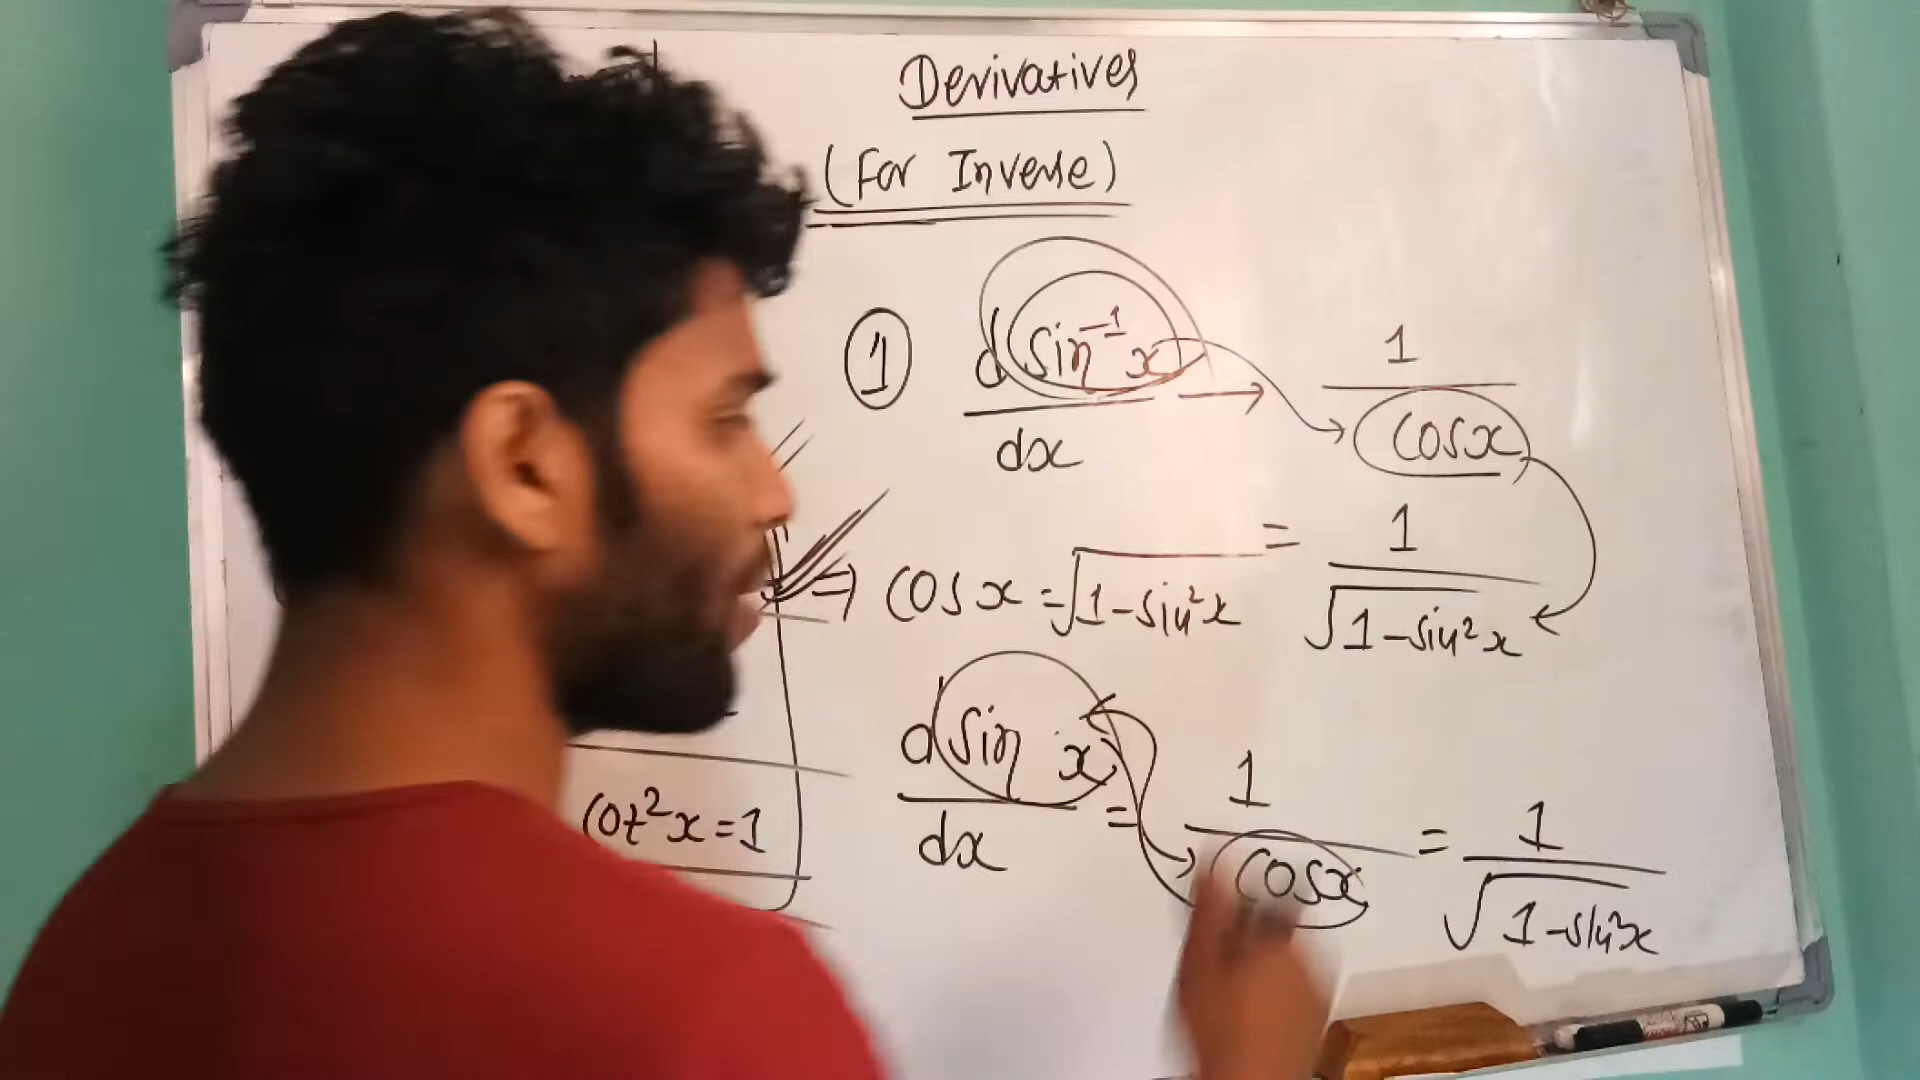 Derivatives
(For Inverse)
① d sin⁻¹x / dx → 1 / cosx
= 1 / √1-sin²x
⇒ cosx = √1-sin²x
d sin x / dx = 1 / cosx = 1 / √1-sin²x
cot²x=1